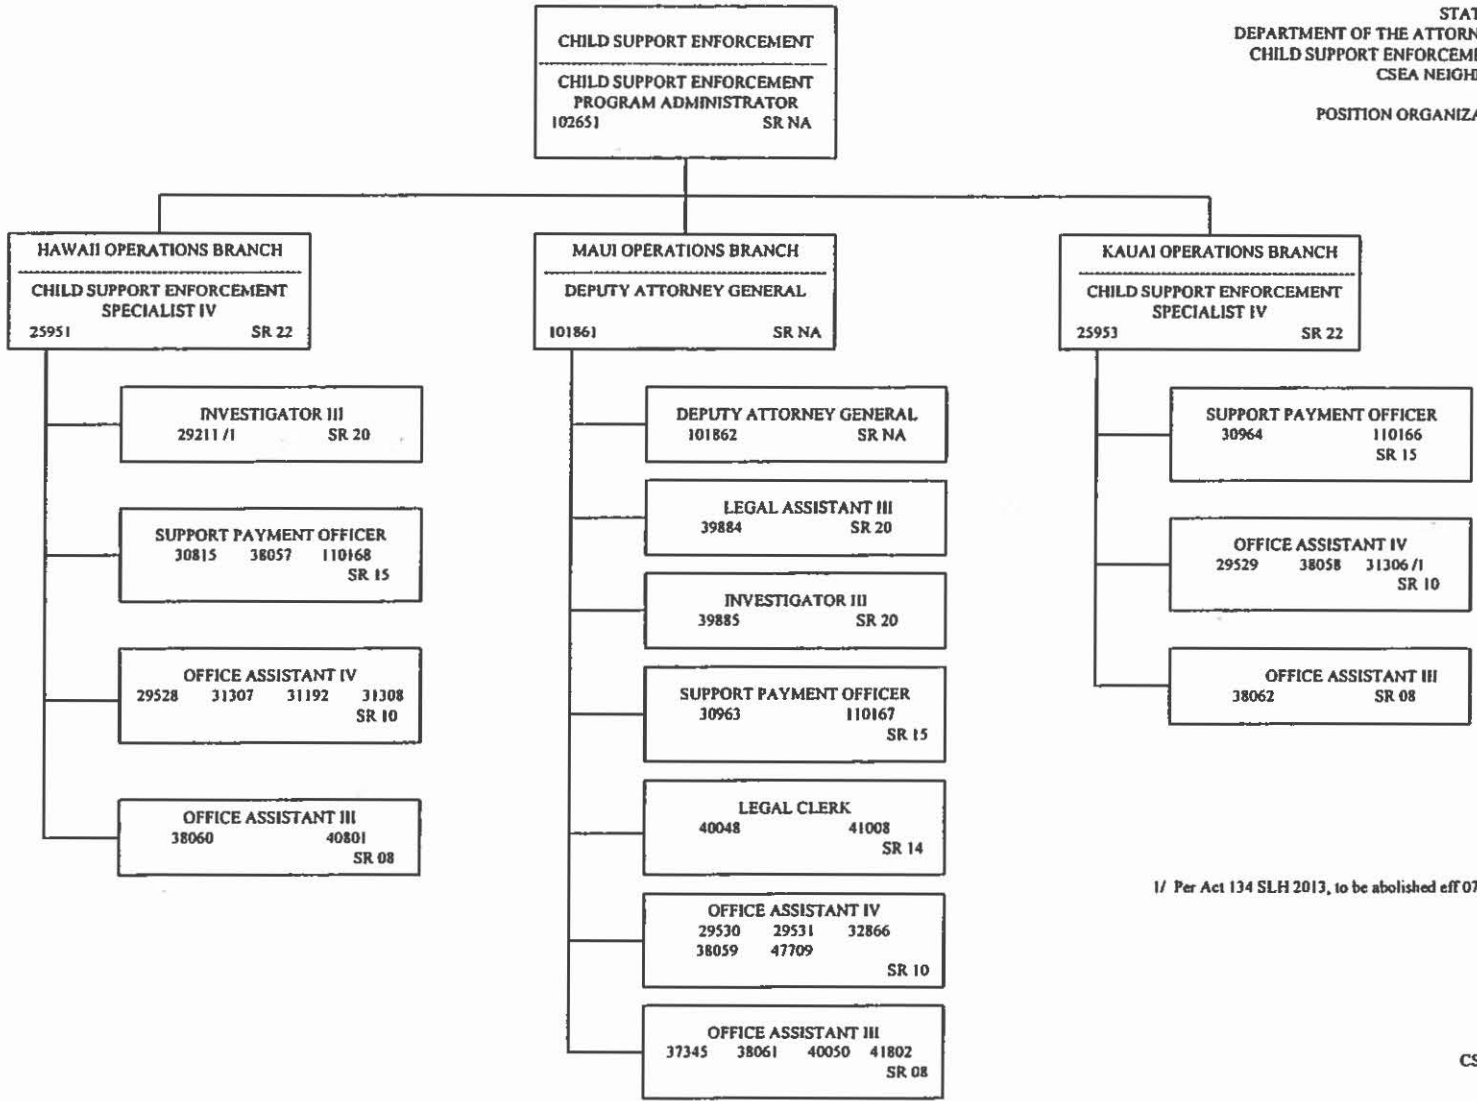 STAT
DEPARTMENT OF THE ATTORN
CHILD SUPPORT ENFORCEM
CSEA NEIGH
POSITION ORGANIZA
CHILD SUPPORT ENFORCEMENT
CHILD SUPPORT ENFORCEMENT
PROGRAM ADMINISTRATOR
102651 SR NA
HAWAII OPERATIONS BRANCH
CHILD SUPPORT ENFORCEMENT
SPECIALIST IV
25951 SR 22
INVESTIGATOR III
29211 /1 SR 20
SUPPORT PAYMENT OFFICER
30815 38057 110168
SR 15
OFFICE ASSISTANT IV
29528 31307 31192 31308
SR 10
OFFICE ASSISTANT III
38060 40801
SR 08
MAUI OPERATIONS BRANCH
DEPUTY ATTORNEY GENERAL
101861 SR NA
DEPUTY ATTORNEY GENERAL
101862 SR NA
LEGAL ASSISTANT III
39884 SR 20
INVESTIGATOR III
39885 SR 20
SUPPORT PAYMENT OFFICER
30963 110167
SR 15
LEGAL CLERK
40048 41008
SR 14
OFFICE ASSISTANT IV
29530 29531 32866
38059 47709
SR 10
OFFICE ASSISTANT III
37345 38061 40050 41802
SR 08
KAUAI OPERATIONS BRANCH
CHILD SUPPORT ENFORCEMENT
SPECIALIST IV
25953 SR 22
SUPPORT PAYMENT OFFICER
30964 110166
SR 15
OFFICE ASSISTANT IV
29529 38058 31306 /1
SR 10
OFFICE ASSISTANT III
38062 SR 08
1/ Per Act 134 SLH 2013, to be abolished eff 07
CS